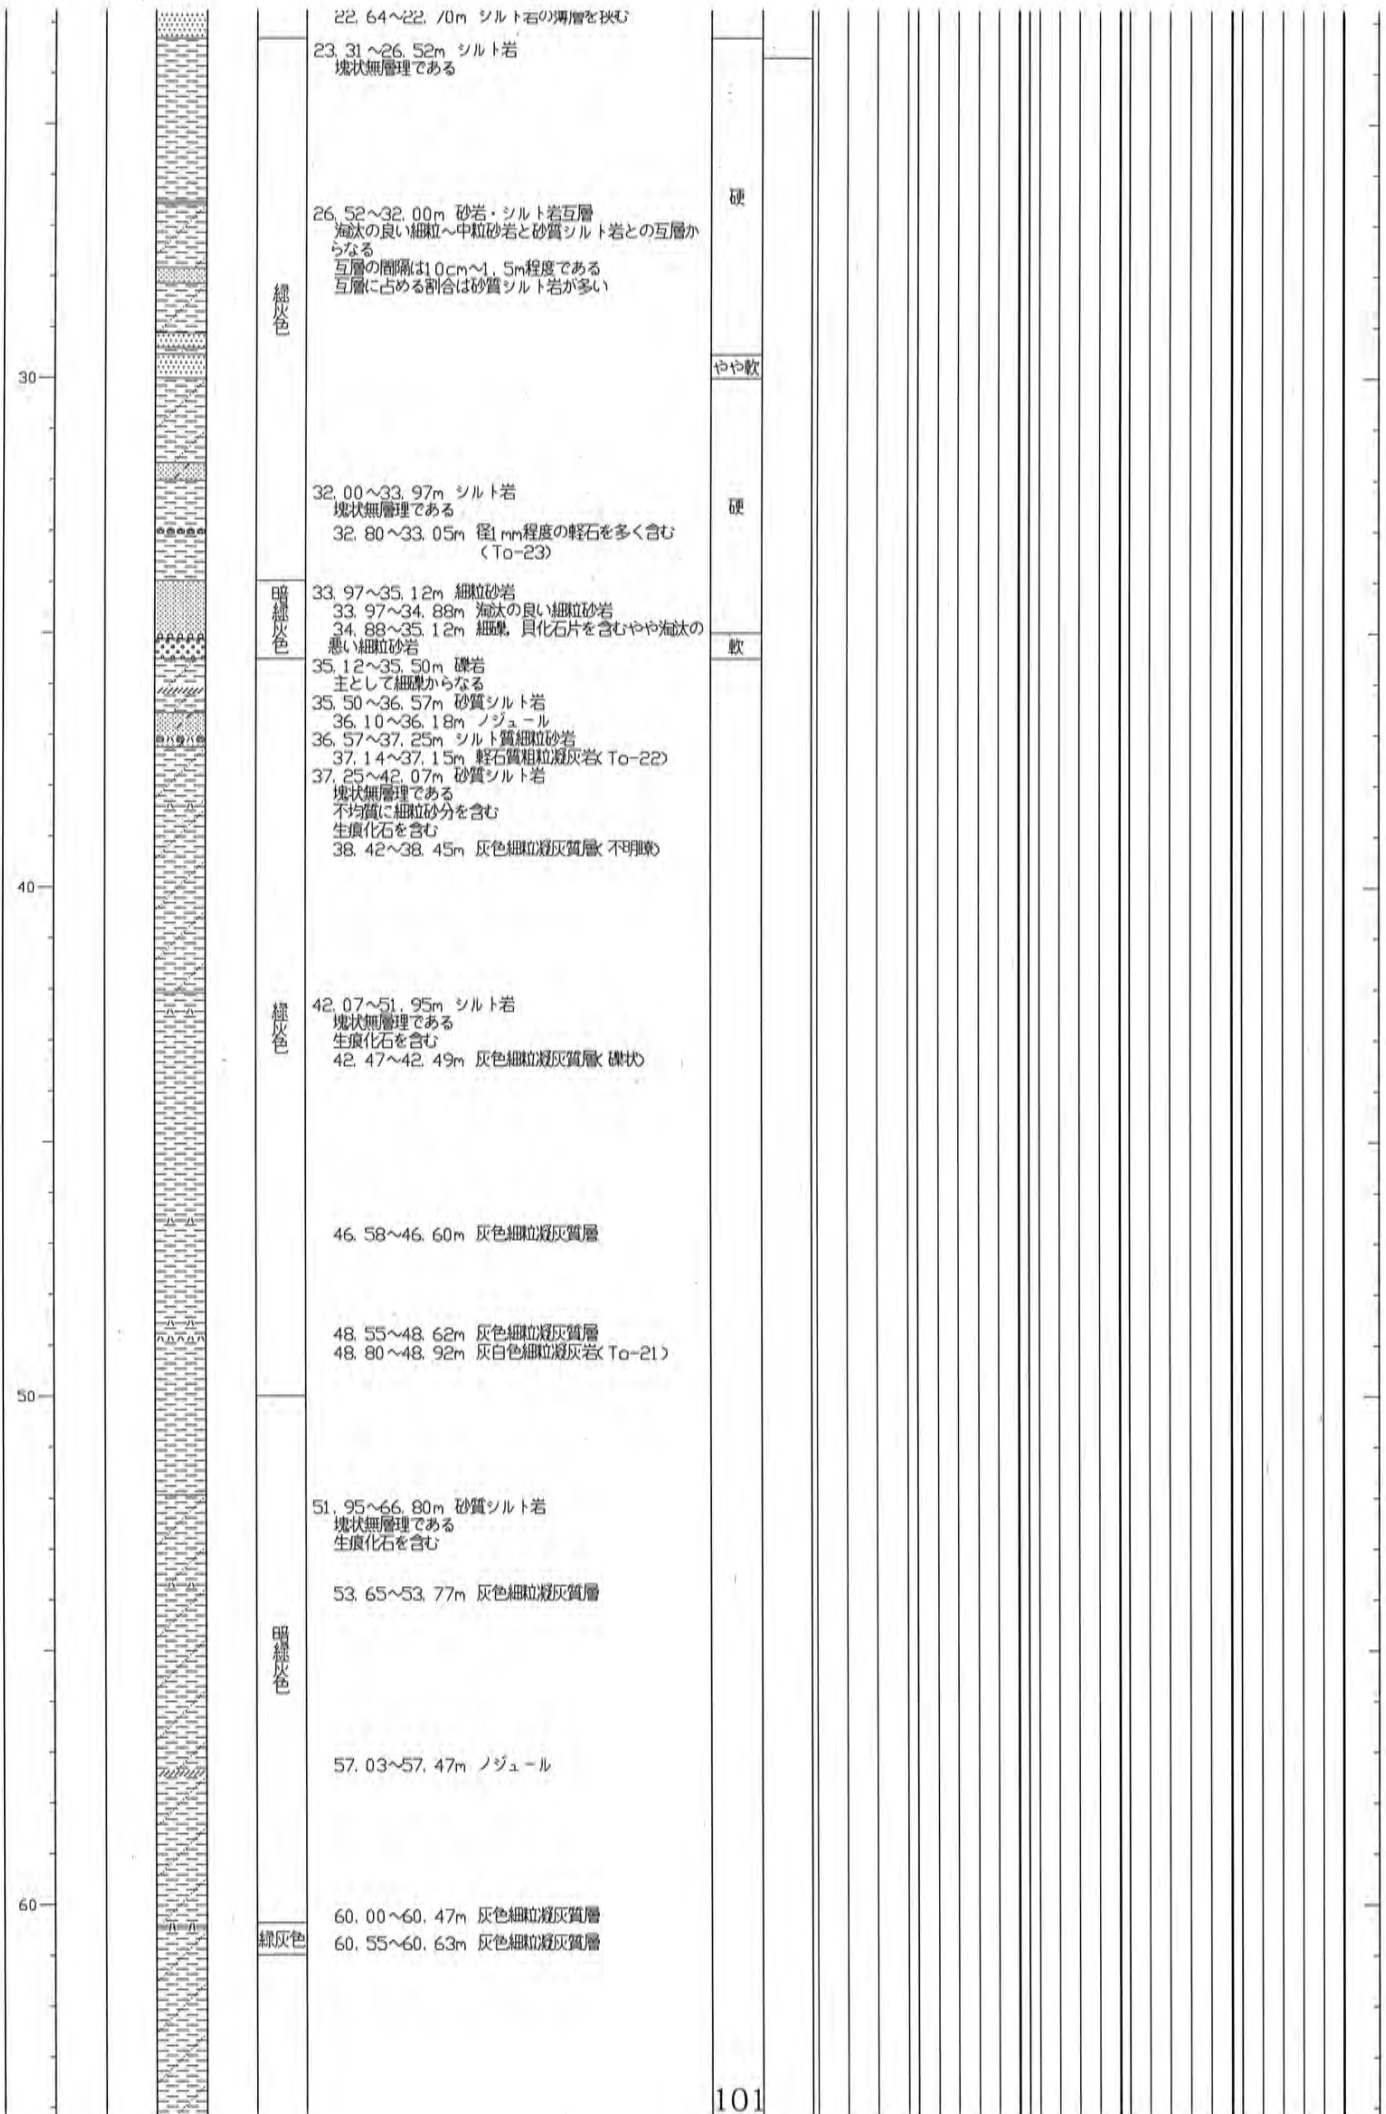 22. 64～22. 70m シルト岩の薄層を挟む
23. 31～26. 52m シルト岩
塊状無層理である
硬
26. 52～32. 00m 砂岩・シルト岩互層
淘汰の良い細粒～中粒砂岩と砂質シルト岩との互層か
らなる
互層の間隔は10cm～1. 5m程度である
互層に占める割合は砂質シルト岩が多い
緑灰色
やや軟
30
32. 00～33. 97m シルト岩
塊状無層理である
硬
32. 80～33. 05m 径1mm程度の軽石を多く含む
(To-23)
暗緑灰色
33. 97～35. 12m 細粒砂岩
33. 97～34. 88m 淘汰の良い細粒砂岩
34. 88～35. 12m 細礫, 貝化石片を含むやや淘汰の
悪い細粒砂岩
軟
35. 12～35. 50m 礫岩
主として細礫からなる
35. 50～36. 57m 砂質シルト岩
36. 10～36. 18m ノジュール
36. 57～37. 25m シルト質細粒砂岩
37. 14～37. 15m 軽石質粗粒凝灰岩(To-22)
37. 25～42. 07m 砂質シルト岩
塊状無層理である
不均質に細粒砂分を含む
生痕化石を含む
38. 42～38. 45m 灰色細粒凝灰質層(不明瞭)
40
緑灰色
42. 07～51. 95m シルト岩
塊状無層理である
生痕化石を含む
42. 47～42. 49m 灰色細粒凝灰質層(礫状)
46. 58～46. 60m 灰色細粒凝灰質層
48. 55～48. 62m 灰色細粒凝灰質層
48. 80～48. 92m 灰白色細粒凝灰岩(To-21)
50
51. 95～66. 80m 砂質シルト岩
塊状無層理である
生痕化石を含む
53. 65～53. 77m 灰色細粒凝灰質層
暗緑灰色
57. 03～57. 47m ノジュール
60
60. 00～60. 47m 灰色細粒凝灰質層
緑灰色
60. 55～60. 63m 灰色細粒凝灰質層
101